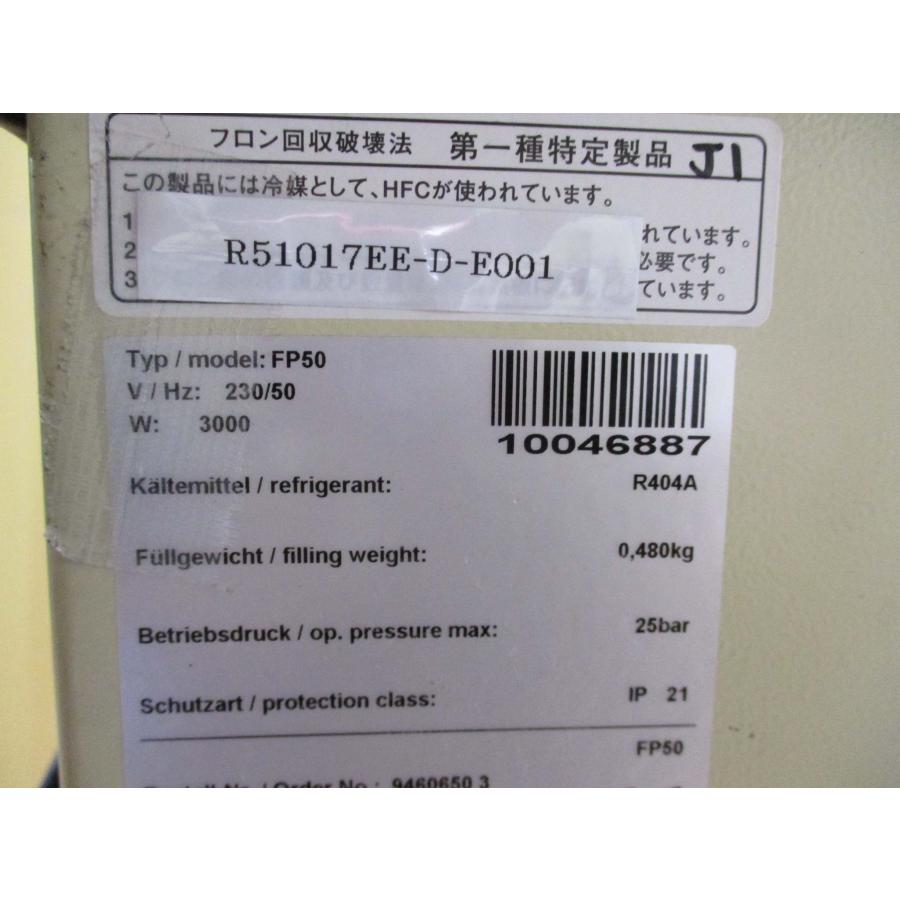 フロン回収破壊法 第一種特定製品 J1
この製品には冷媒として、HFCが使われています。
1 れています。
2 必要です。
3 ています。
R51017EE-D-E001
Typ / model: FP50
V / Hz: 230/50
W: 3000
10046887
Kältemittel / refrigerant: R404A
Füllgewicht / filling weight: 0,480kg
Betriebsdruck / op. pressure max: 25bar
Schutzart / protection class: IP 21
FP50
Order No.: 9460650 3